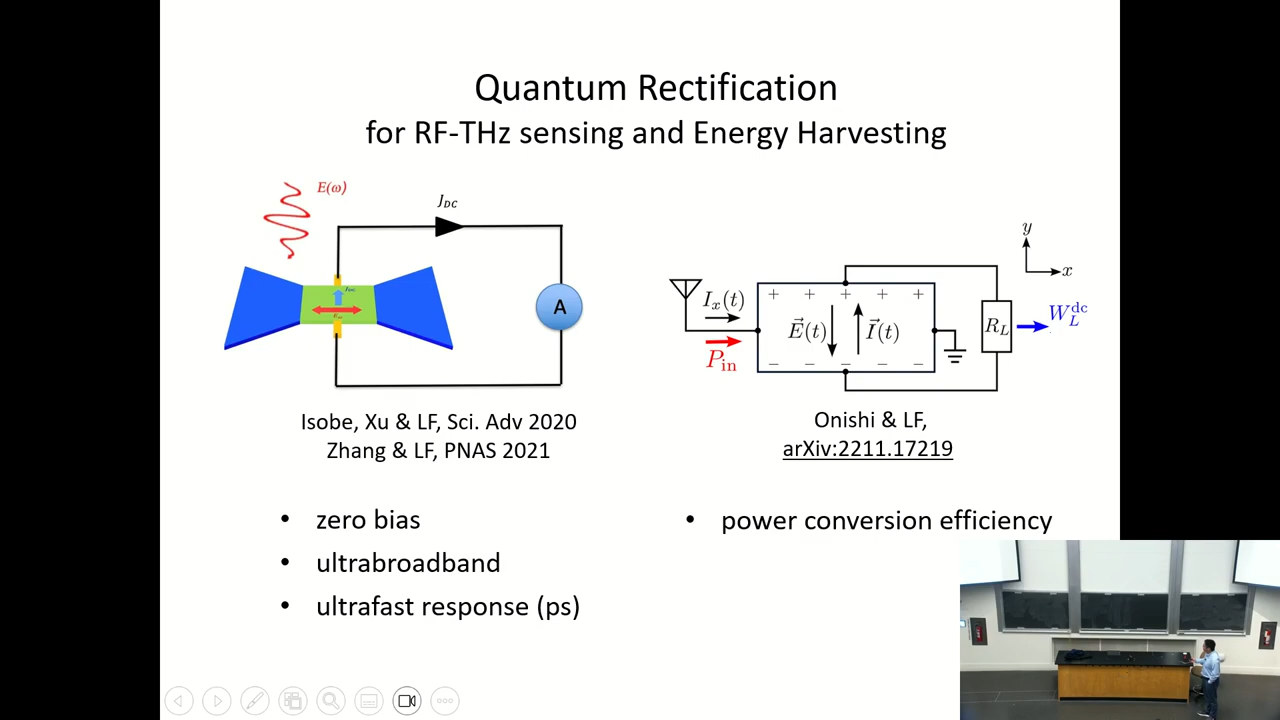 Quantum Rectification
for RF-THz sensing and Energy Harvesting
E(ω)
J_DC
A
Isobe, Xu & LF, Sci. Adv 2020
Zhang & LF, PNAS 2021
• zero bias
• ultrabroadband
• ultrafast response (ps)
y
x
I_x(t)
P_in
+ + + + +
E⃗(t)
I⃗(t)
− − − − −
R_L
W_L^dc
Onishi & LF,
arXiv:2211.17219
• power conversion efficiency